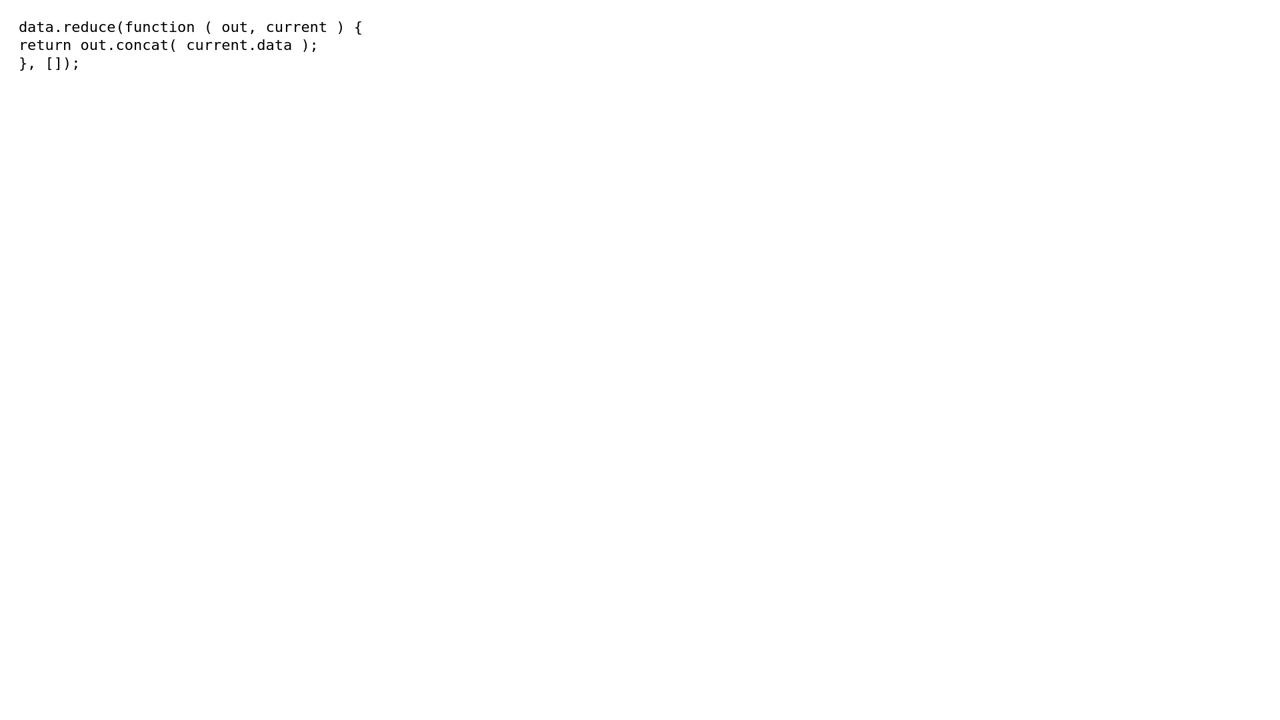 data.reduce(function ( out, current ) {
return out.concat( current.data );
}, []);